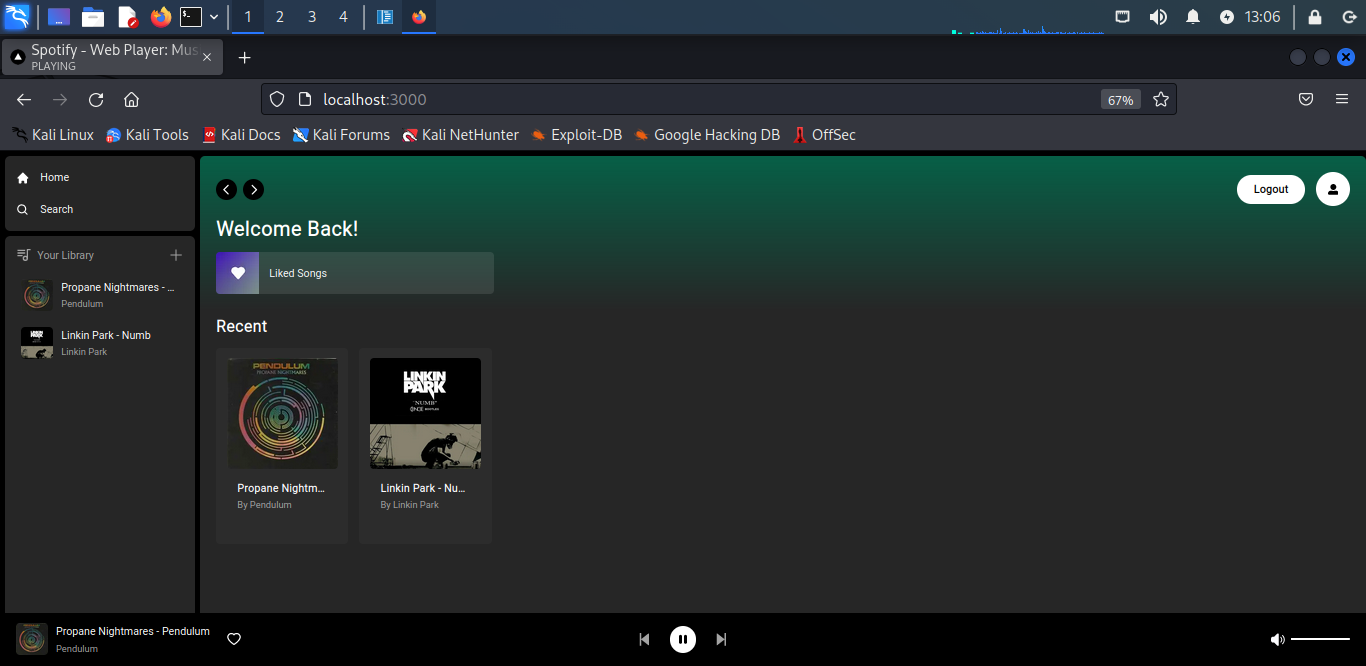 1 2 3 4
13:06
Spotify - Web Player: Mus
PLAYING
localhost:3000
67%
Kali Linux Kali Tools Kali Docs Kali Forums Kali NetHunter Exploit-DB Google Hacking DB OffSec
Home
Search
Your Library
Propane Nightmares - ...
Pendulum
Linkin Park - Numb
Linkin Park
Logout
Welcome Back!
Liked Songs
Recent
PENDULUM
PROPANE NIGHTMARES
Propane Nightm...
By Pendulum
LINKIN
PARK
"NUMB"
Linkin Park - Nu...
By Linkin Park
Propane Nightmares - Pendulum
Pendulum